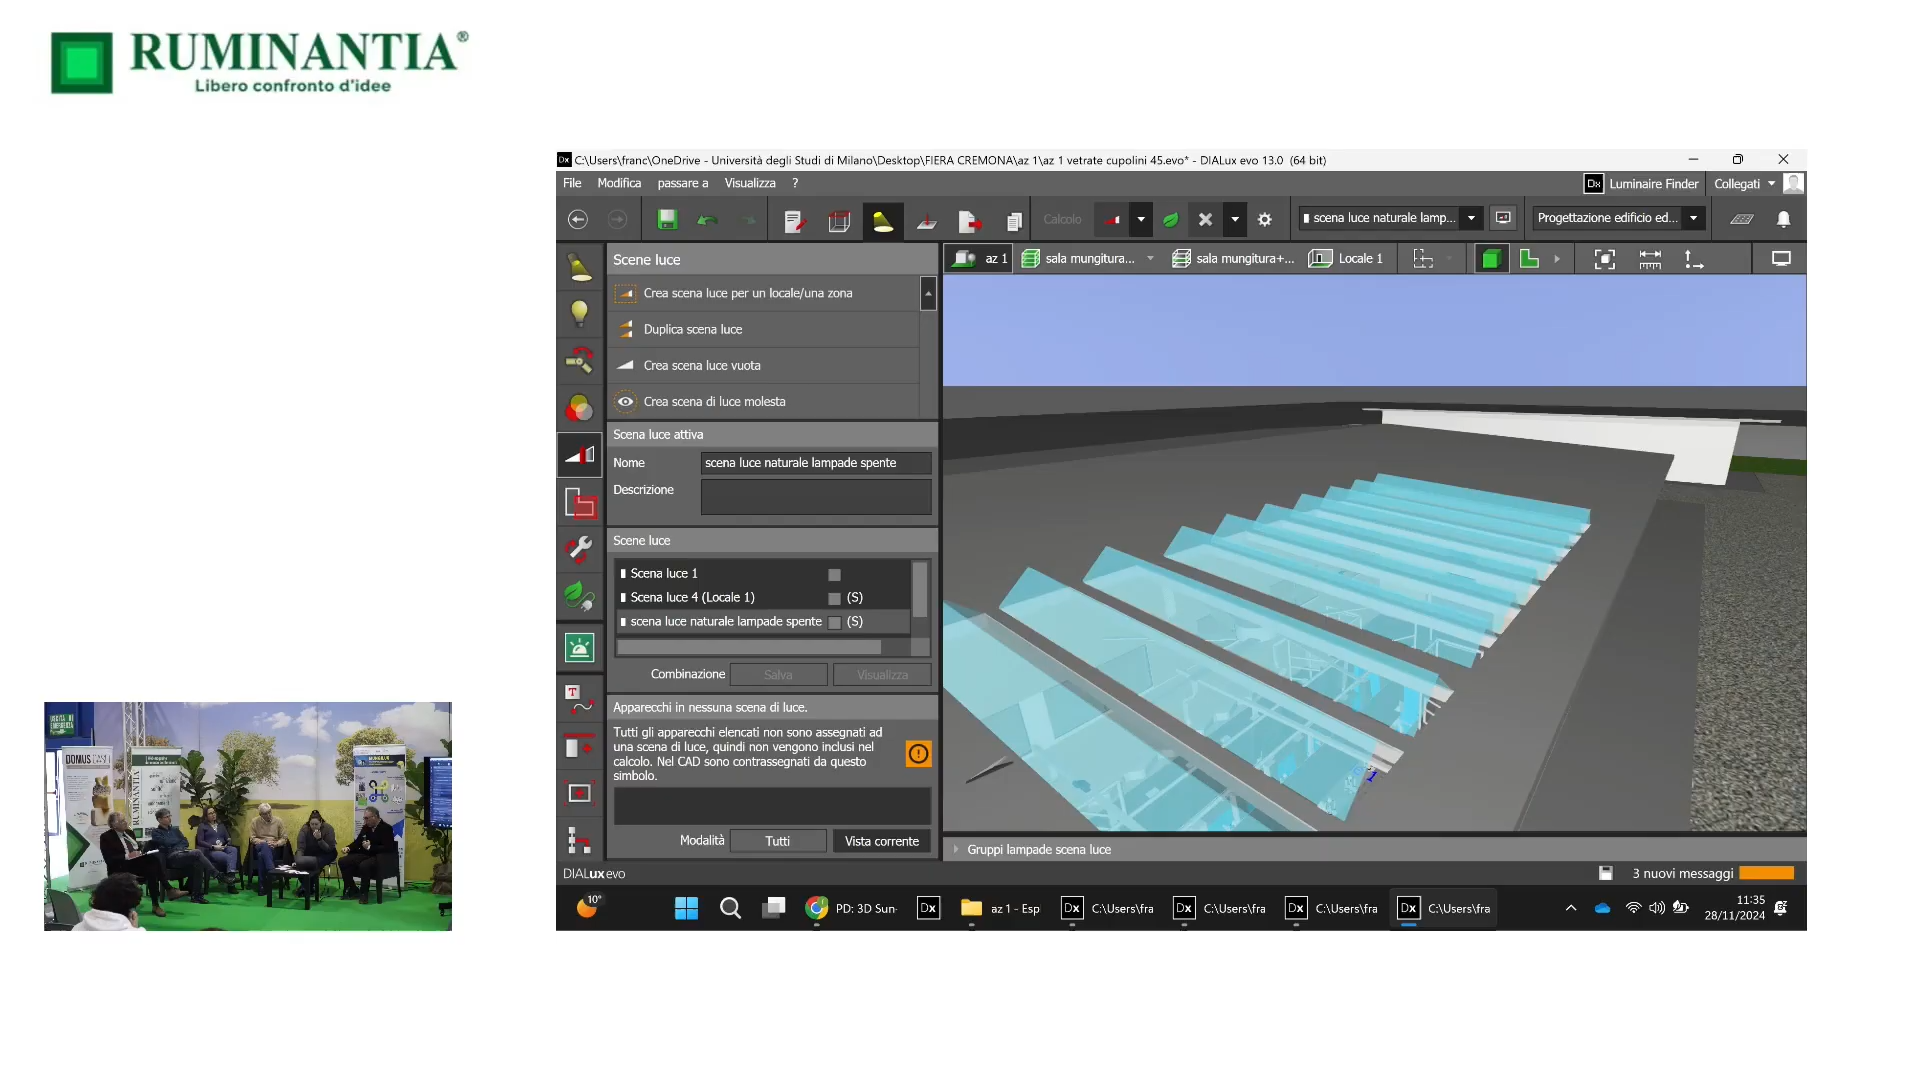 RUMINANTIA®
Libero confronto d'idee
Dx C:\Users\franc\OneDrive - Università degli Studi di Milano\Desktop\FIERA CREMONA\az 1\az 1 vetrate cupolini 45.evo* - DIALux evo 13.0 (64 bit)
File Modifica passare a Visualizza ?
Dx Luminaire Finder Collegati
Calcolo
scena luce naturale lamp...
Progettazione edificio ed...
Scene luce
az 1 sala mungitura... sala mungitura+... Locale 1
Crea scena luce per un locale/una zona
Duplica scena luce
Crea scena luce vuota
Crea scena di luce molesta
Scena luce attiva
Nome scena luce naturale lampade spente
Descrizione
Scene luce
Scena luce 1
Scena luce 4 (Locale 1) (S)
scena luce naturale lampade spente (S)
Combinazione Salva Visualizza
Apparecchi in nessuna scena di luce.
Tutti gli apparecchi elencati non sono assegnati ad
una scena di luce, quindi non vengono inclusi nel
calcolo. Nel CAD sono contrassegnati da questo
simbolo.
Modalità Tutti Vista corrente
Gruppi lampade scena luce
DIALux evo
3 nuovi messaggi
10°
PD: 3D Sun-
Dx
az 1 - Esp
Dx C:\Users\fra
Dx C:\Users\fra
Dx C:\Users\fra
Dx C:\Users\fra
11:35
28/11/2024
DOMUS
RUMINANTIA